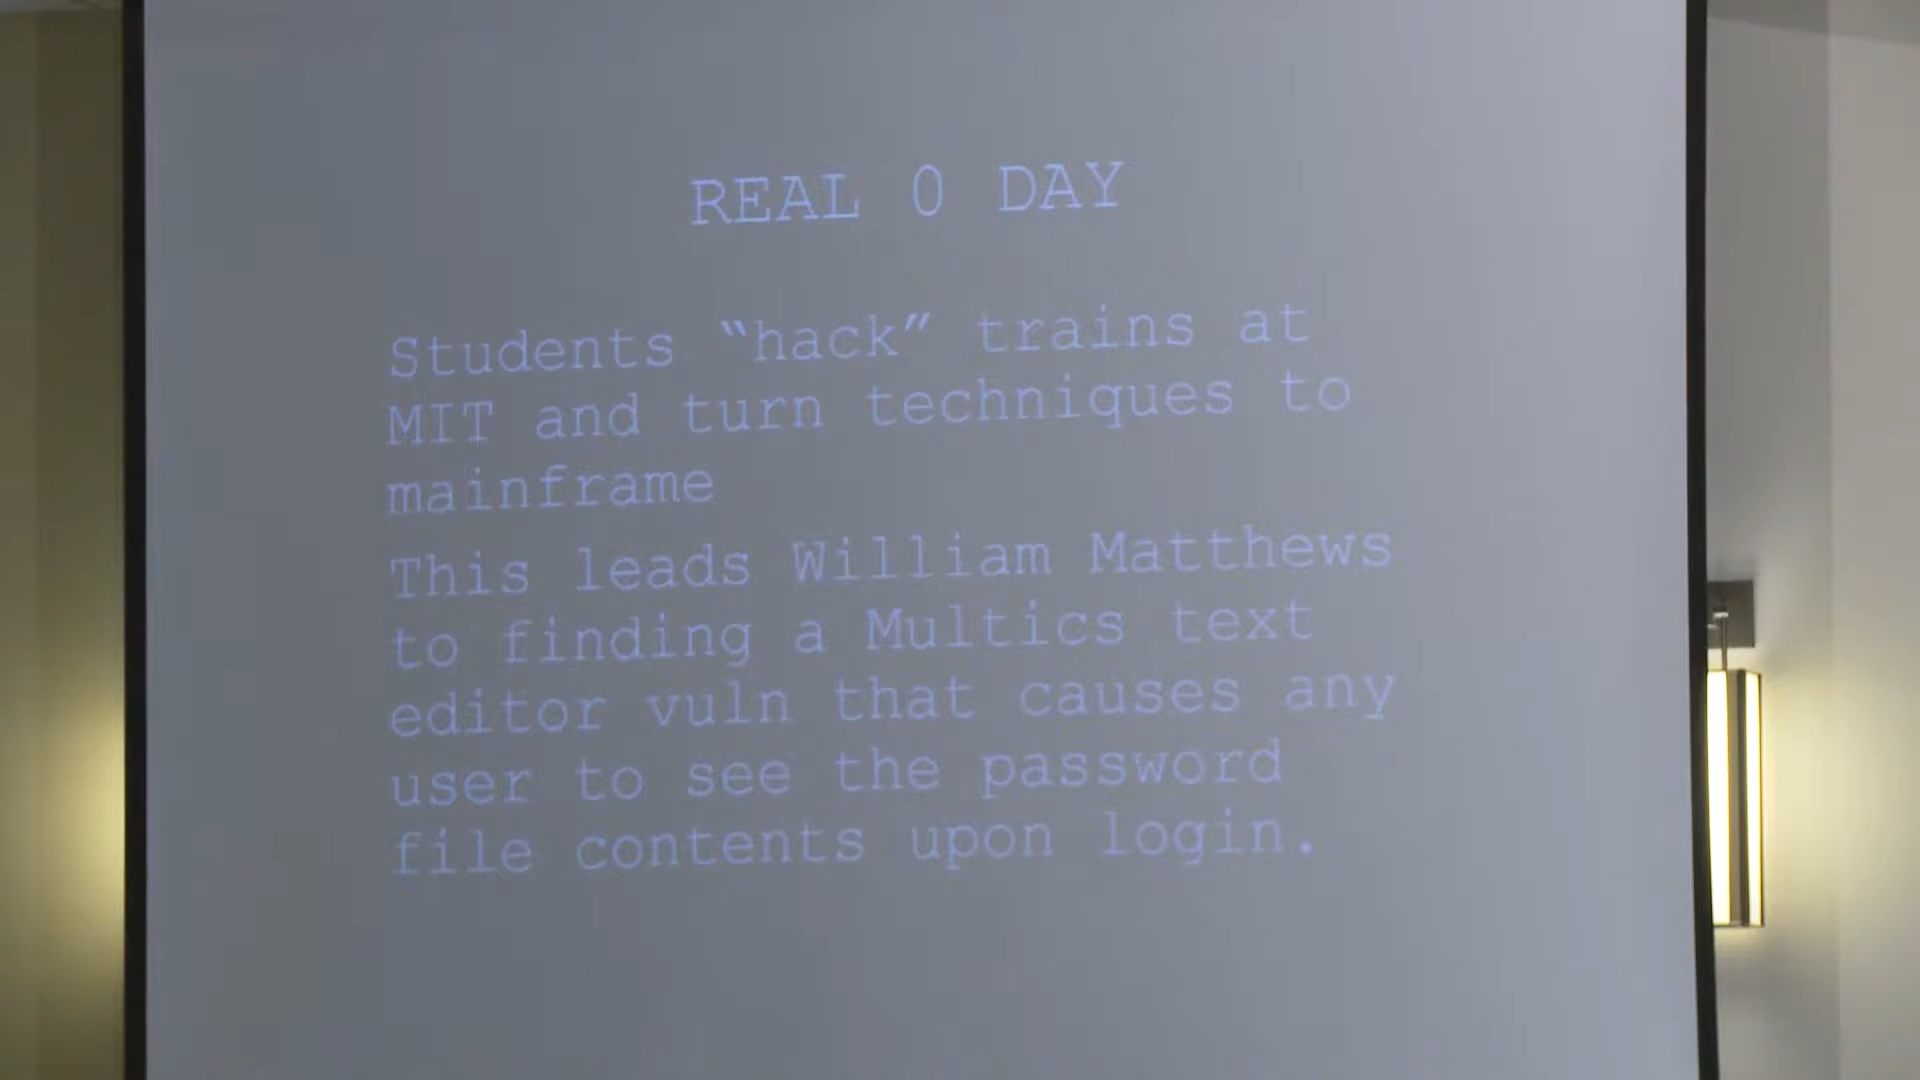 REAL 0 DAY
Students “hack” trains at
MIT and turn techniques to
mainframe
This leads William Matthews
to finding a Multics text
editor vuln that causes any
user to see the password
file contents upon login.